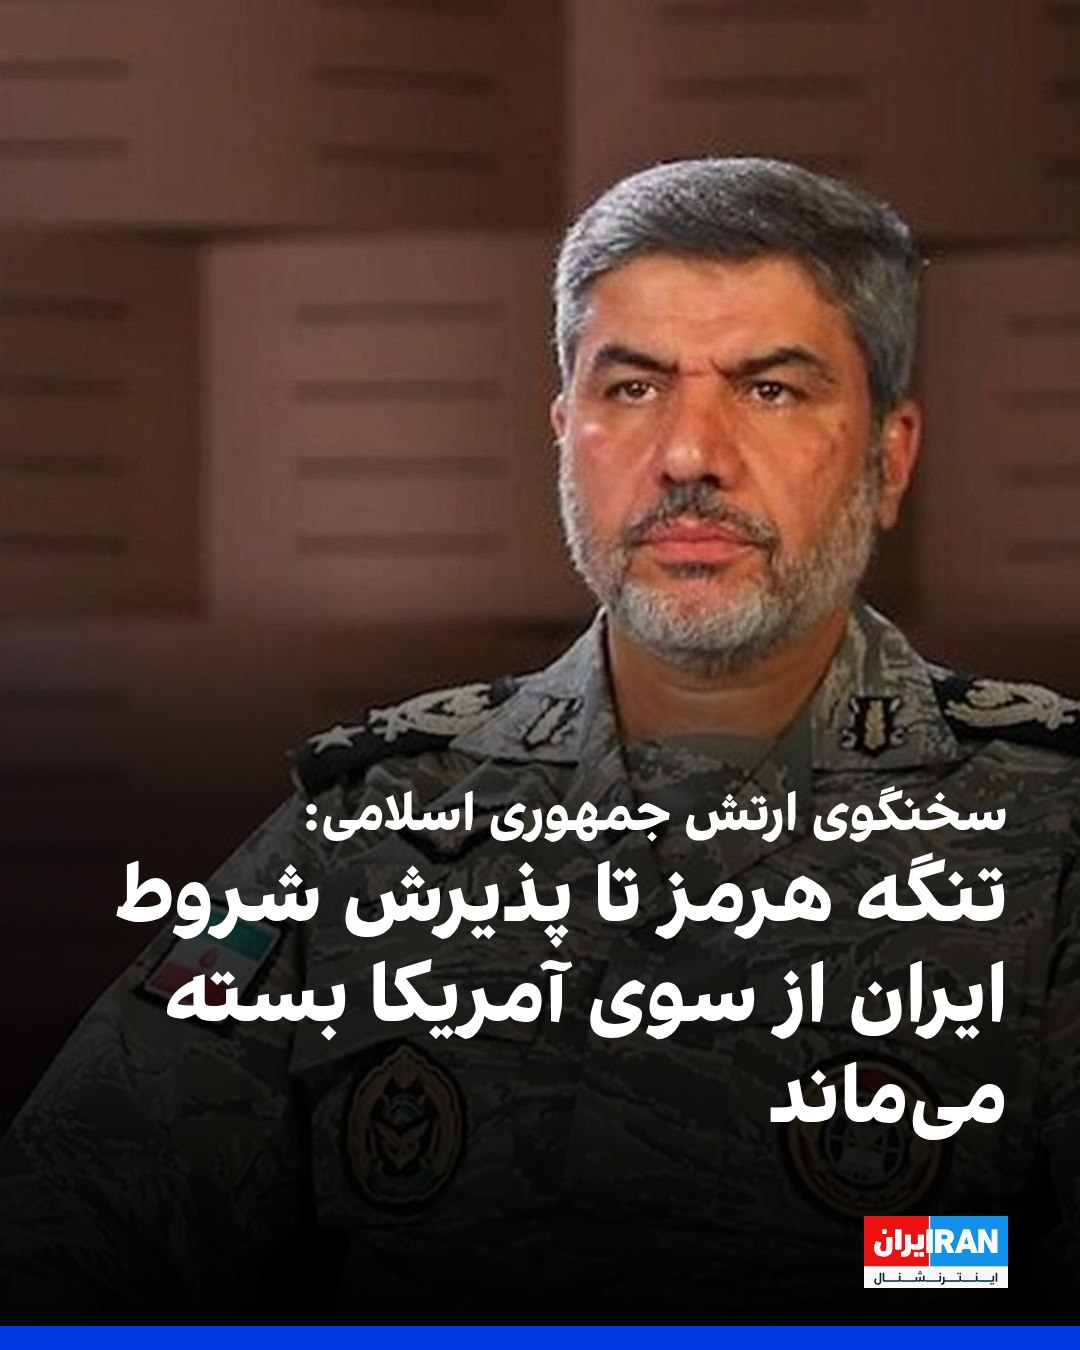 سخنگوی ارتش جمهوری اسلامی:
تنگه هرمز تا پذیرش شروط
ایران از سوی آمریکا بسته
می‌ماند
ایران IRAN
اینترنشنال